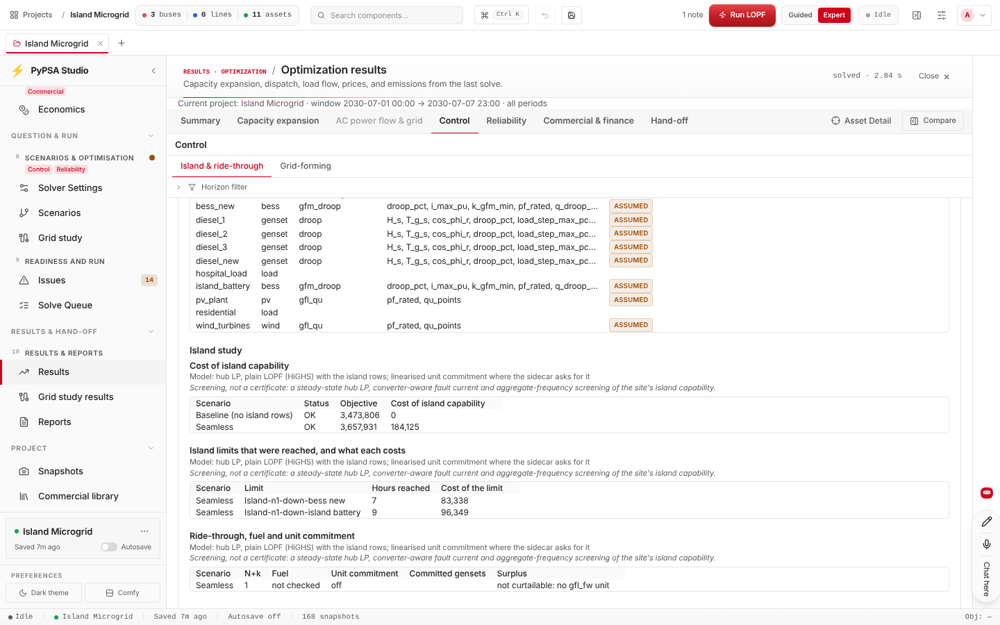 Projects / Island Microgrid
3 buses 0 lines 11 assets
Search components...
Ctrl K
1 note
Run LOPF
Guided Expert
Idle
A
Island Microgrid
PyPSA Studio
Commercial
Economics
QUESTION & RUN
9 SCENARIOS & OPTIMISATION
Control Reliability
Solver Settings
Scenarios
Grid study
9 READINESS AND RUN
Issues 14
Solve Queue
RESULTS & HAND-OFF
10 RESULTS & REPORTS
Results
Grid study results
Reports
PROJECT
Snapshots
Commercial library
Island Microgrid
Saved 7m ago Autosave
PREFERENCES
Dark theme Comfy
RESULTS · OPTIMIZATION / Optimization results
Capacity expansion, dispatch, load flow, prices, and emissions from the last solve.
solved · 2.84 s Close
Current project: Island Microgrid · window 2030-07-01 00:00 → 2030-07-07 23:00 · all periods
Summary Capacity expansion AC power flow & grid Control Reliability Commercial & finance Hand-off Asset Detail Compare
Control
Island & ride-through Grid-forming
Horizon filter
bess_new bess gfm_droop droop_pct, i_max_pu, k_gfm_min, pf_rated, q_droop_... ASSUMED
diesel_1 genset droop H_s, T_g_s, cos_phi_r, droop_pct, load_step_max_pc... ASSUMED
diesel_2 genset droop H_s, T_g_s, cos_phi_r, droop_pct, load_step_max_pc... ASSUMED
diesel_3 genset droop H_s, T_g_s, cos_phi_r, droop_pct, load_step_max_pc... ASSUMED
diesel_new genset droop H_s, T_g_s, cos_phi_r, droop_pct, load_step_max_pc... ASSUMED
hospital_load load
island_battery bess gfm_droop droop_pct, i_max_pu, k_gfm_min, pf_rated, q_droop_... ASSUMED
pv_plant pv gfl_qu pf_rated, qu_points ASSUMED
residential load
wind_turbines wind gfl_qu pf_rated, qu_points ASSUMED
Island study
Cost of island capability
Model: hub LP, plain LOPF (HiGHS) with the island rows; linearised unit commitment where the sidecar asks for it
Screening, not a certificate: a steady-state hub LP, converter-aware fault current and aggregate-frequency screening of the site's island capability.
Scenario Status Objective Cost of island capability
Baseline (no island rows) OK 3,473,806 0
Seamless OK 3,657,931 184,125
Island limits that were reached, and what each costs
Model: hub LP, plain LOPF (HiGHS) with the island rows; linearised unit commitment where the sidecar asks for it
Screening, not a certificate: a steady-state hub LP, converter-aware fault current and aggregate-frequency screening of the site's island capability.
Scenario Limit Hours reached Cost of the limit
Seamless Island-n1-down-bess new 7 83,338
Seamless Island-n1-down-island battery 9 96,349
Ride-through, fuel and unit commitment
Model: hub LP, plain LOPF (HiGHS) with the island rows; linearised unit commitment where the sidecar asks for it
Screening, not a certificate: a steady-state hub LP, converter-aware fault current and aggregate-frequency screening of the site's island capability.
Scenario N+k Fuel Unit commitment Committed gensets Surplus
Seamless 1 not checked off not curtailable: no gfl_fw unit
Chat here
Idle Island Microgrid Saved 7m ago Autosave off 168 snapshots Obj: —